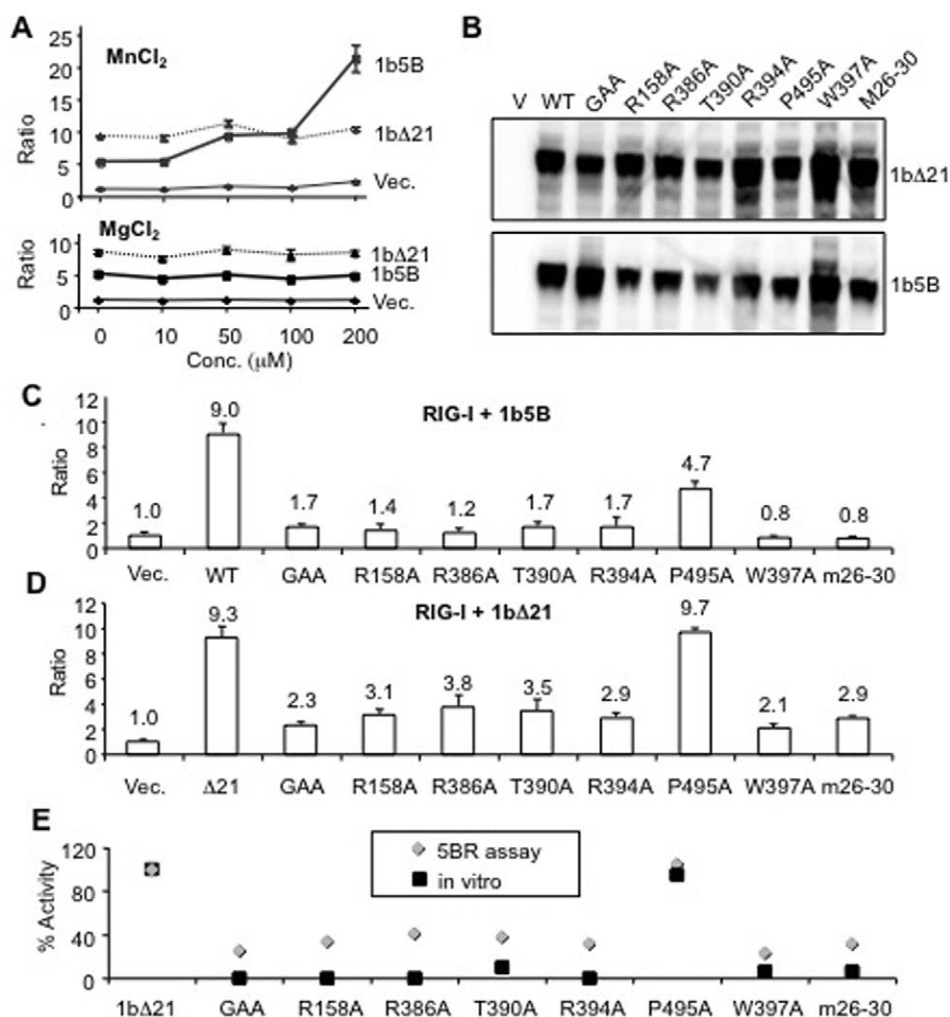 A
MnCl2
25
20
15
10
5
0
Ratio
1b5B
1bΔ21
Vec.
MgCl2
10
5
0
Ratio
1bΔ21
1b5B
Vec.
0 10 50 100 200
Conc. (μM)
B
V WT GAA R158A R386A T390A R394A P495A W397A M26-30
1bΔ21
1b5B
C
RIG-I + 1b5B
12
10
8
6
4
2
0
Ratio
1.0 9.0 1.7 1.4 1.2 1.7 1.7 4.7 0.8 0.8
Vec. WT GAA R158A R386A T390A R394A P495A W397A m26-30
D
RIG-I + 1bΔ21
12
10
8
6
4
2
0
Ratio
1.0 9.3 2.3 3.1 3.8 3.5 2.9 9.7 2.1 2.9
Vec. Δ21 GAA R158A R386A T390A R394A P495A W397A m26-30
E
120
80
40
0
% Activity
5BR assay
in vitro
1bΔ21 GAA R158A R386A T390A R394A P495A W397A m26-30